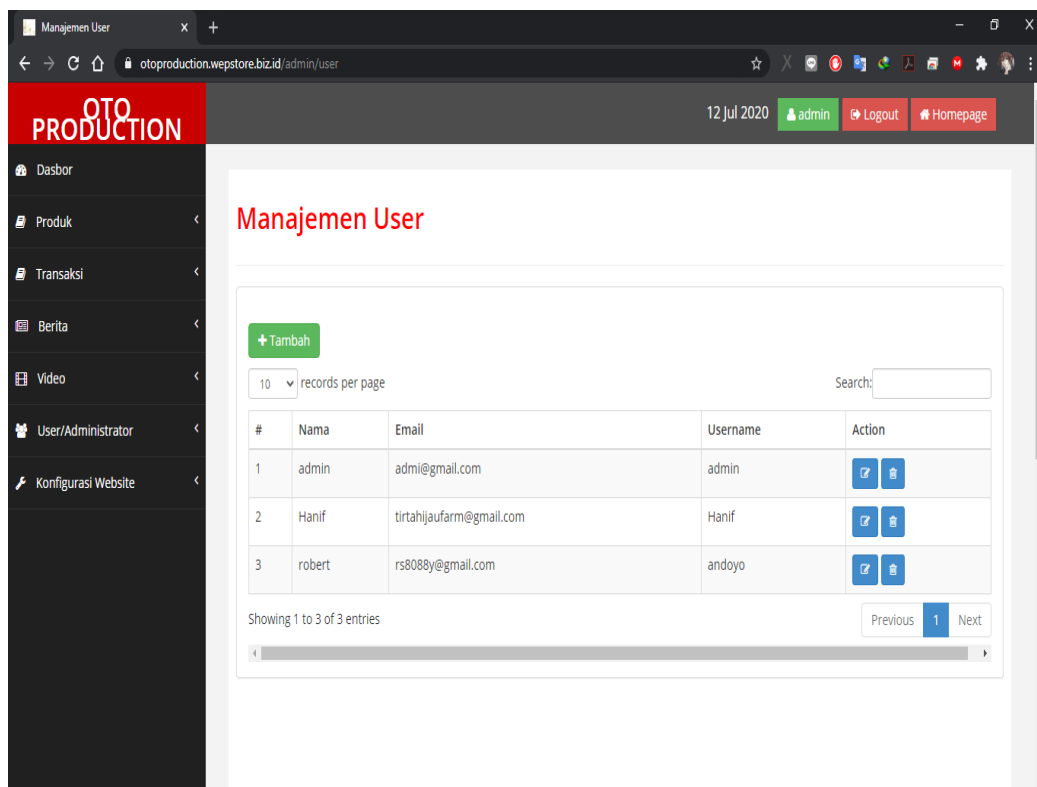 Manajemen User
otoproduction.wepstore.biz.id/admin/user
OTO
PRODUCTION
12 Jul 2020
admin
Logout
Homepage
Dasbor
Produk
Transaksi
Berita
Video
User/Administrator
Konfigurasi Website
Manajemen User
+ Tambah
10 records per page
Search:
# Nama Email Username Action
1 admin admi@gmail.com admin
2 Hanif tirtahijaufarm@gmail.com Hanif
3 robert rs8088y@gmail.com andoyo
Showing 1 to 3 of 3 entries
Previous 1 Next